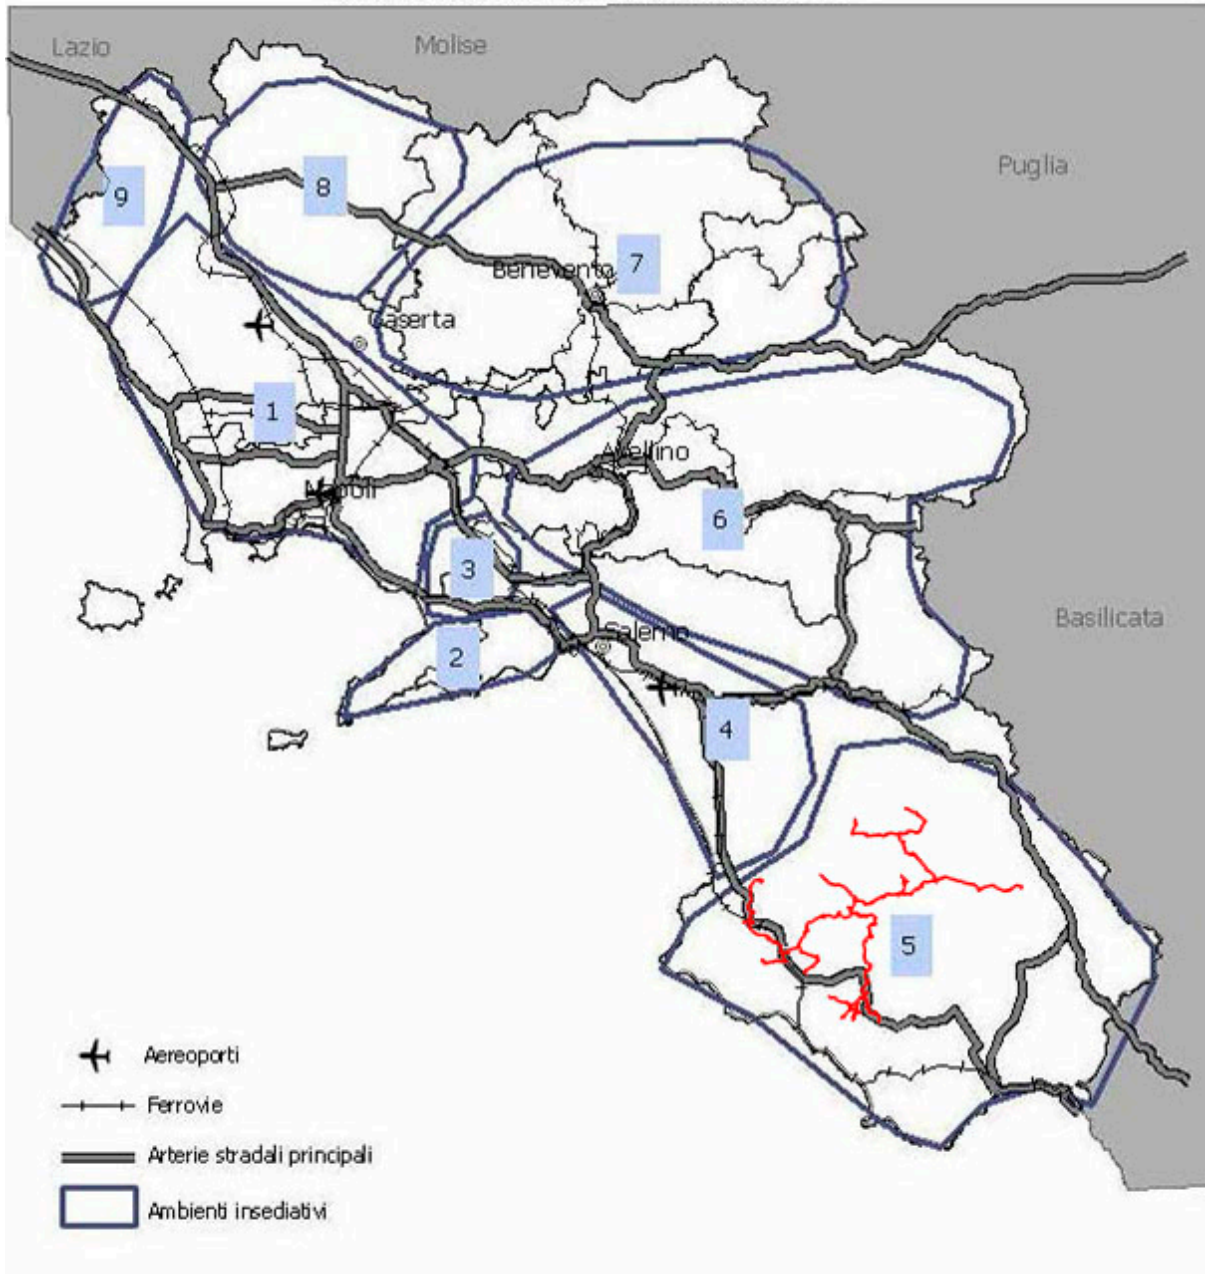 Lazio
Molise
Puglia
9
8
7
Benevento
Caserta
1
Avellino
Napoli
6
3
Basilicata
Salerno
2
4
5
Aereoporti
Ferrovie
Arterie stradali principali
Ambienti insediativi